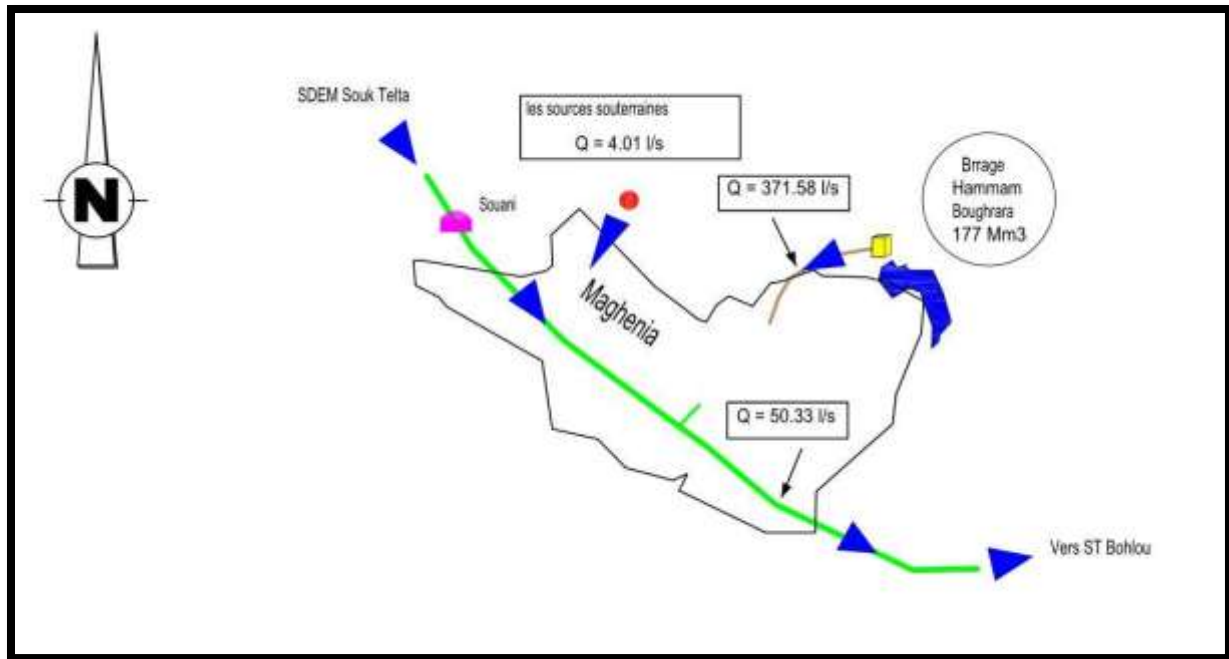 SDEM Souk Telta
les sources souterraines
Q = 4.01 l/s
Q = 371.58 l/s
Brrage
Hammam
Boughrara
177 Mm3
N
Souani
Maghenia
Q = 50.33 l/s
Vers ST Bohlou